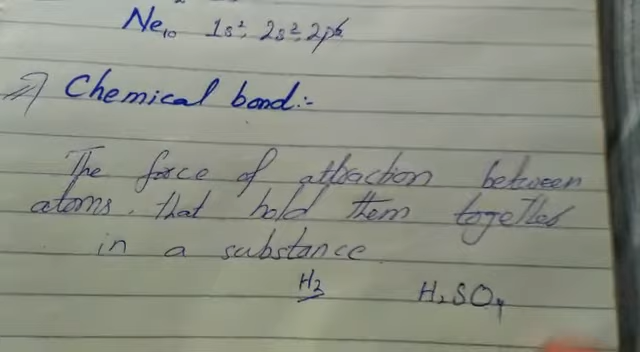 Ne₁₀ 1s², 2s², 2p⁶
=> Chemical bond:-
The force of attraction between
atoms, that hold them together
in a substance.
H₂ H₂SO₄